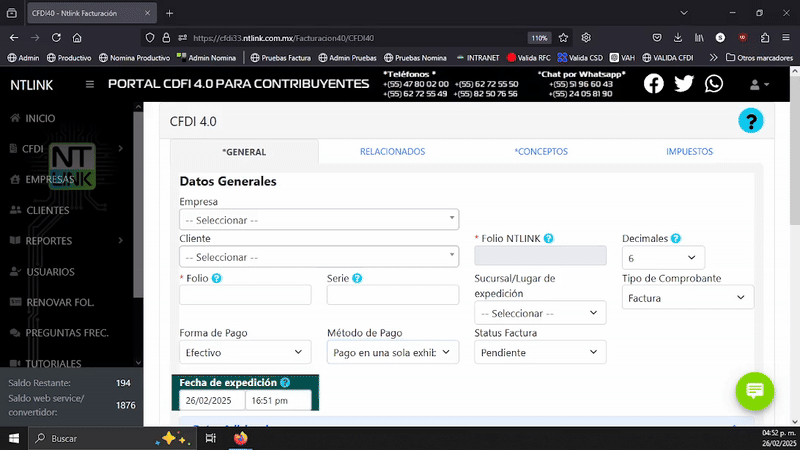 CFDI40 - Ntlink Facturación
https://cfdi33.ntlink.com.mx/Facturacion40/CFDI40
110%
Admin
Productivo
Nomina Productivo
Admin Nomina
Pruebas Factura
Admin Pruebas
Pruebas Nomina
INTRANET
Valida RFC
Validay CSD
VAH
VALIDA CFDI
Otros marcadores
NTLINK
PORTAL CDFI 4.0 PARA CONTRIBUYENTES
*Teléfonos *
+(55) 47 80 02 00 +(55) 62 72 55 50
+(55) 62 72 55 49 +(55) 82 50 76 56
*Chat por Whatsapp*
+(55) 51 96 60 43
+(55) 24 05 81 90
INICIO
CFDI
EMPRESAS
CLIENTES
REPORTES
USUARIOS
RENOVAR FOL.
PREGUNTAS FREC.
TUTORIALES
NT
LINK
Saldo Restante: 194
Saldo web service/
convertidor: 1876
CFDI 4.0
*GENERAL
RELACIONADOS
*CONCEPTOS
IMPUESTOS
Datos Generales
Empresa
-- Seleccionar --
Cliente
-- Seleccionar --
* Folio NTLINK
Decimales
6
* Folio
Serie
Sucursal/Lugar de
expedición
-- Seleccionar --
Tipo de Comprobante
Factura
Forma de Pago
Efectivo
Método de Pago
Pago en una sola exhib
Status Factura
Pendiente
Fecha de expedición
26/02/2025
16:51 pm
Buscar
04:52 p. m.
26/02/2025